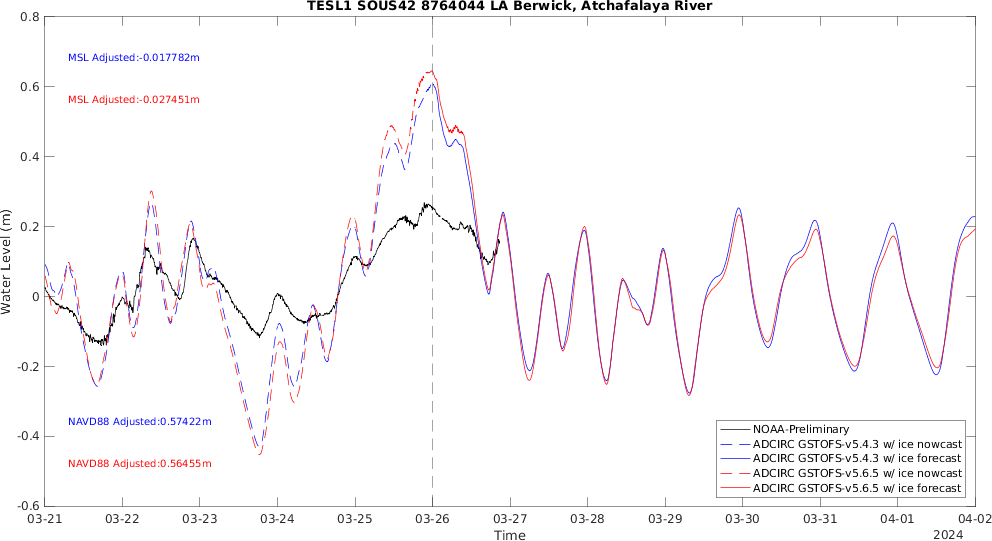 TESL1 SOUS42 8764044 LA Berwick, Atchafalaya River
0.8
0.6
0.4
0.2
0
-0.2
-0.4
-0.6
Water Level (m)
MSL Adjusted:-0.017782m
MSL Adjusted:-0.027451m
NAVD88 Adjusted:0.57422m
NAVD88 Adjusted:0.56455m
NOAA-Preliminary
ADCIRC GSTOFS-v5.4.3 w/ ice nowcast
ADCIRC GSTOFS-v5.4.3 w/ ice forecast
ADCIRC GSTOFS-v5.6.5 w/ ice nowcast
ADCIRC GSTOFS-v5.6.5 w/ ice forecast
03-21 03-22 03-23 03-24 03-25 03-26 03-27 03-28 03-29 03-30 03-31 04-01 04-02
Time
2024